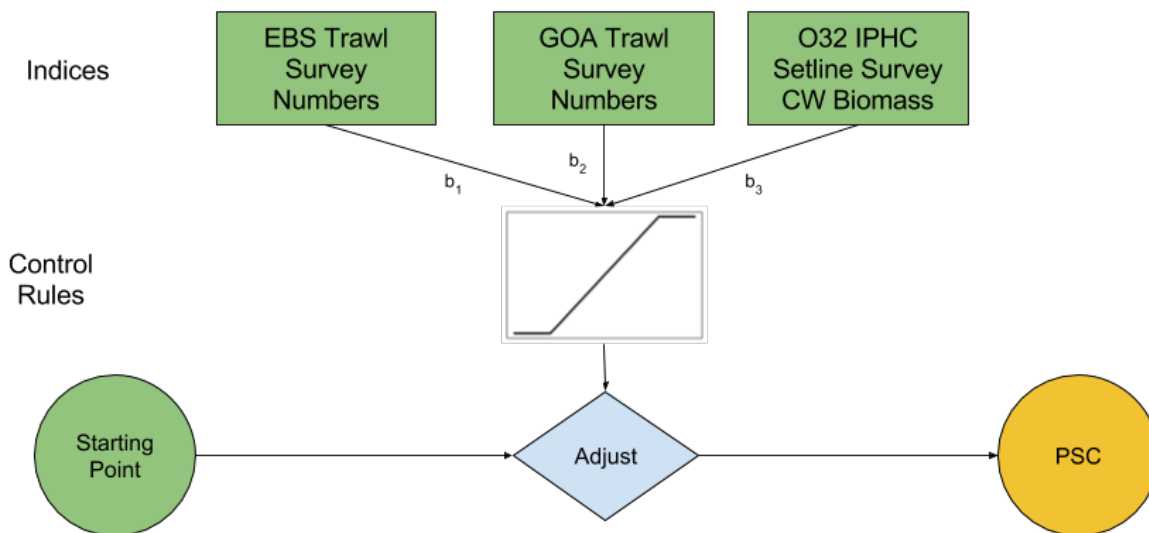 Indices
EBS Trawl
Survey
Numbers
GOA Trawl
Survey
Numbers
O32 IPHC
Setline Survey
CW Biomass
b1
b2
b3
Control
Rules
Starting
Point
Adjust
PSC